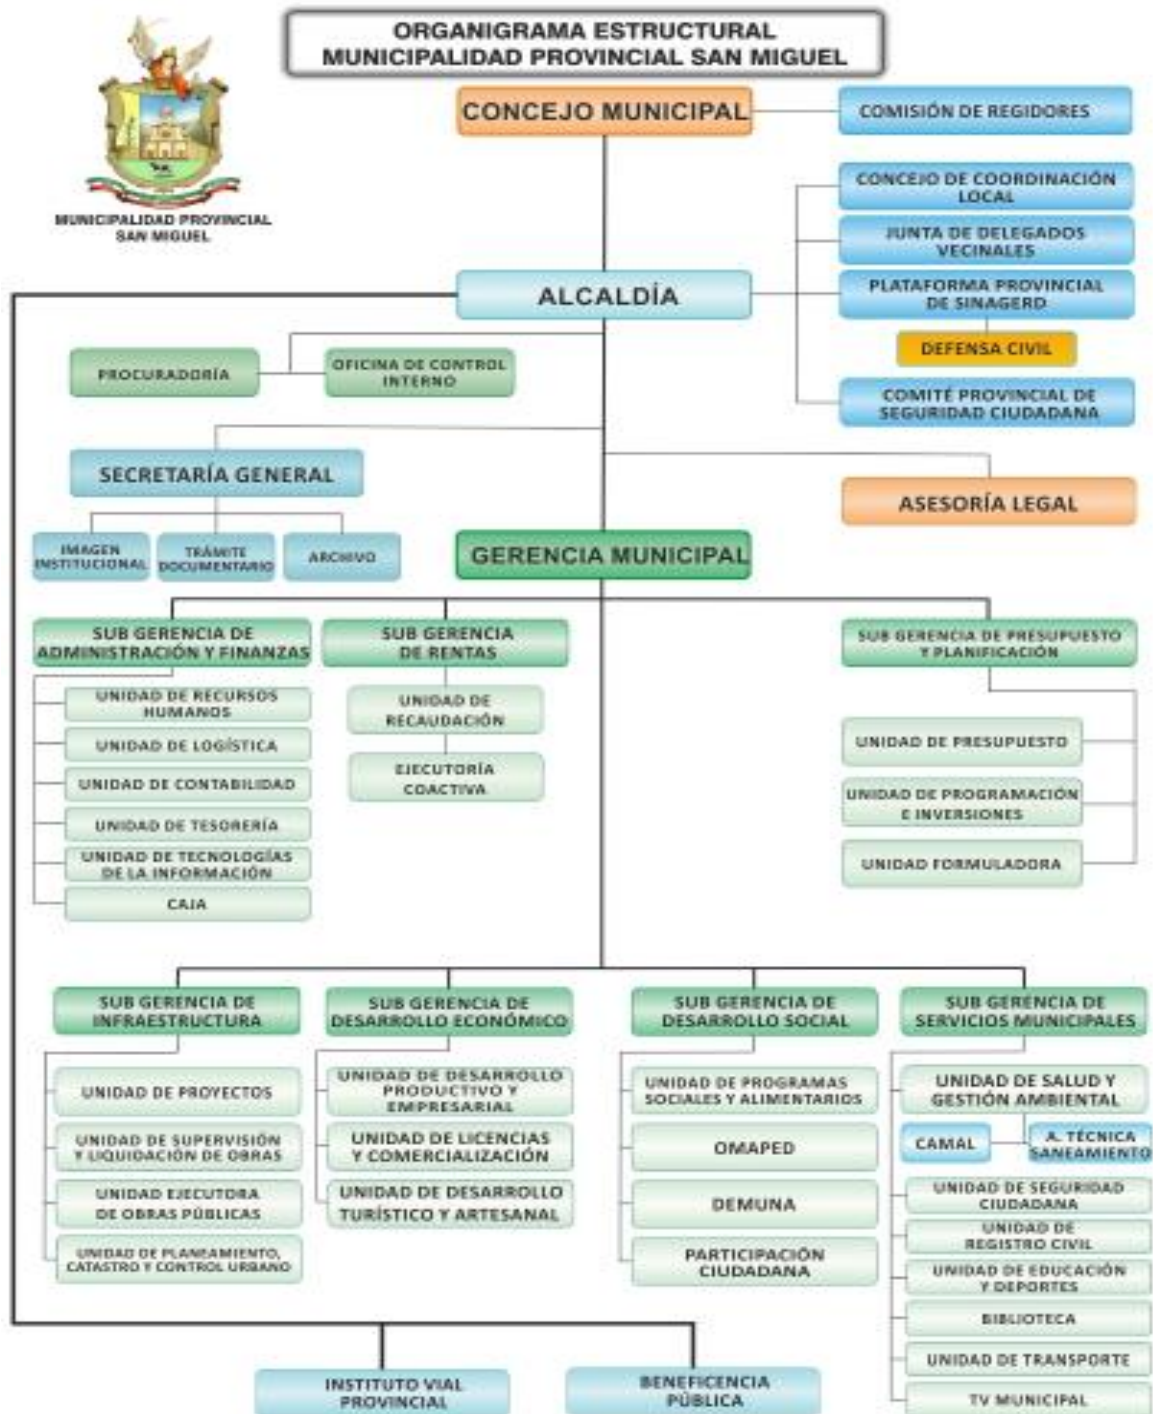 ORGANIGRAMA ESTRUCTURAL
MUNICIPALIDAD PROVINCIAL SAN MIGUEL
MUNICIPALIDAD PROVINCIAL
SAN MIGUEL
CONCEJO MUNICIPAL
COMISIÓN DE REGIDORES
CONCEJO DE COORDINACIÓN
LOCAL
JUNTA DE DELEGADOS
VECINALES
ALCALDÍA
PLATAFORMA PROVINCIAL
DE SINAGERD
DEFENSA CIVIL
COMITÉ PROVINCIAL DE
SEGURIDAD CIUDADANA
PROCURADORÍA
OFICINA DE CONTROL
INTERNO
SECRETARÍA GENERAL
ASESORÍA LEGAL
IMAGEN
INSTITUCIONAL
TRÁMITE
DOCUMENTARIO
ARCHIVO
GERENCIA MUNICIPAL
SUB GERENCIA DE
ADMINISTRACIÓN Y FINANZAS
SUB GERENCIA
DE RENTAS
SUB GERENCIA DE PRESUPUESTO
Y PLANIFICACIÓN
UNIDAD DE RECURSOS
HUMANOS
UNIDAD DE LOGÍSTICA
UNIDAD DE CONTABILIDAD
UNIDAD DE TESORERÍA
UNIDAD DE TECNOLOGÍAS
DE LA INFORMACIÓN
CAJA
UNIDAD DE
RECAUDACIÓN
EJECUTORÍA
COACTIVA
UNIDAD DE PRESUPUESTO
UNIDAD DE PROGRAMACIÓN
E INVERSIONES
UNIDAD FORMULADORA
SUB GERENCIA DE
INFRAESTRUCTURA
SUB GERENCIA DE
DESARROLLO ECONÓMICO
SUB GERENCIA DE
DESARROLLO SOCIAL
SUB GERENCIA DE
SERVICIOS MUNICIPALES
UNIDAD DE PROYECTOS
UNIDAD DE SUPERVISIÓN
Y LIQUIDACIÓN DE OBRAS
UNIDAD EJECUTORA
DE OBRAS PÚBLICAS
UNIDAD DE PLANEAMIENTO,
CATASTRO Y CONTROL URBANO
UNIDAD DE DESARROLLO
PRODUCTIVO Y
EMPRESARIAL
UNIDAD DE LICENCIAS
Y COMERCIALIZACIÓN
UNIDAD DE DESARROLLO
TURÍSTICO Y ARTESANAL
UNIDAD DE PROGRAMAS
SOCIALES Y ALIMENTARIOS
OMAPED
DEMUNA
PARTICIPACIÓN
CIUDADANA
UNIDAD DE SALUD Y
GESTIÓN AMBIENTAL
CAMAL
A. TÉCNICA
SANEAMIENTO
UNIDAD DE SEGURIDAD
CIUDADANA
UNIDAD DE
REGISTRO CIVIL
UNIDAD DE EDUCACIÓN
Y DEPORTES
BIBLIOTECA
UNIDAD DE TRANSPORTE
TV MUNICIPAL
INSTITUTO VIAL
PROVINCIAL
BENEFICENCIA
PÚBLICA